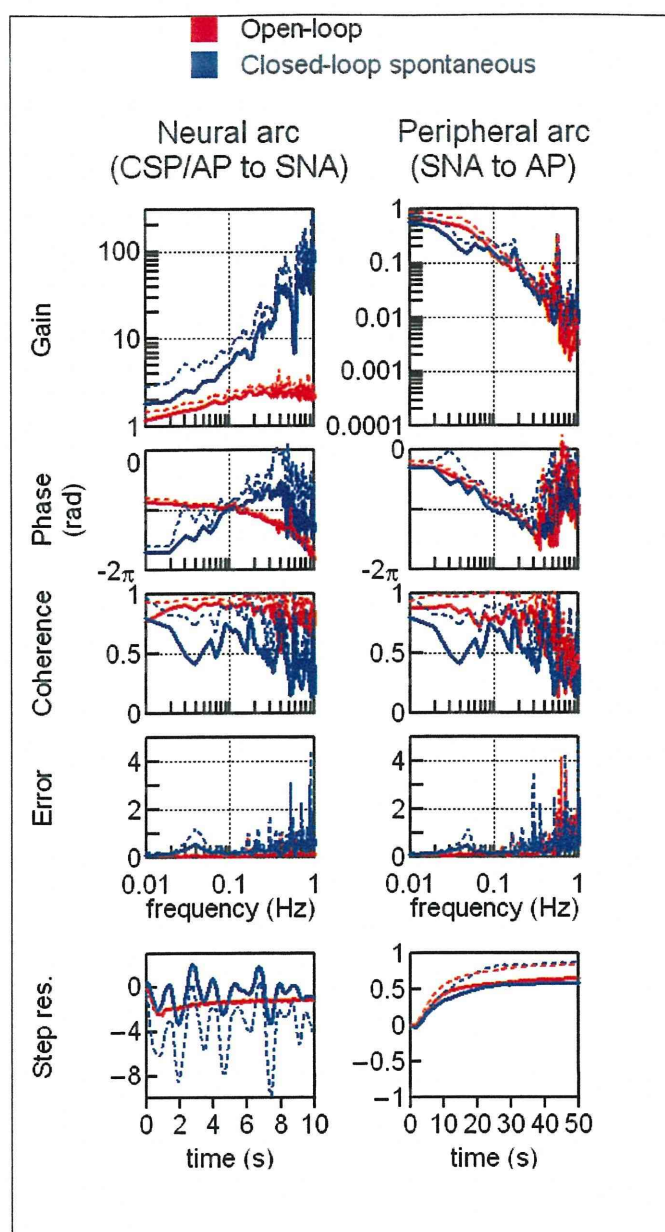 Open-loop
Closed-loop spontaneous
Neural arc
(CSP/AP to SNA)
Peripheral arc
(SNA to AP)
Gain
100
10
1
1
0.1
0.01
0.001
0.0001
Phase
(rad)
0
-2π
0
-2π
Coherence
1
0.5
0
1
0.5
0
Error
4
2
0
4
2
0
0.01
0.1
1
0.01
0.1
1
frequency (Hz)
frequency (Hz)
Step res.
0
−4
−8
1
0.5
0
−0.5
−1
0 2 4 6 8 10
0 10 20 30 40 50
time (s)
time (s)